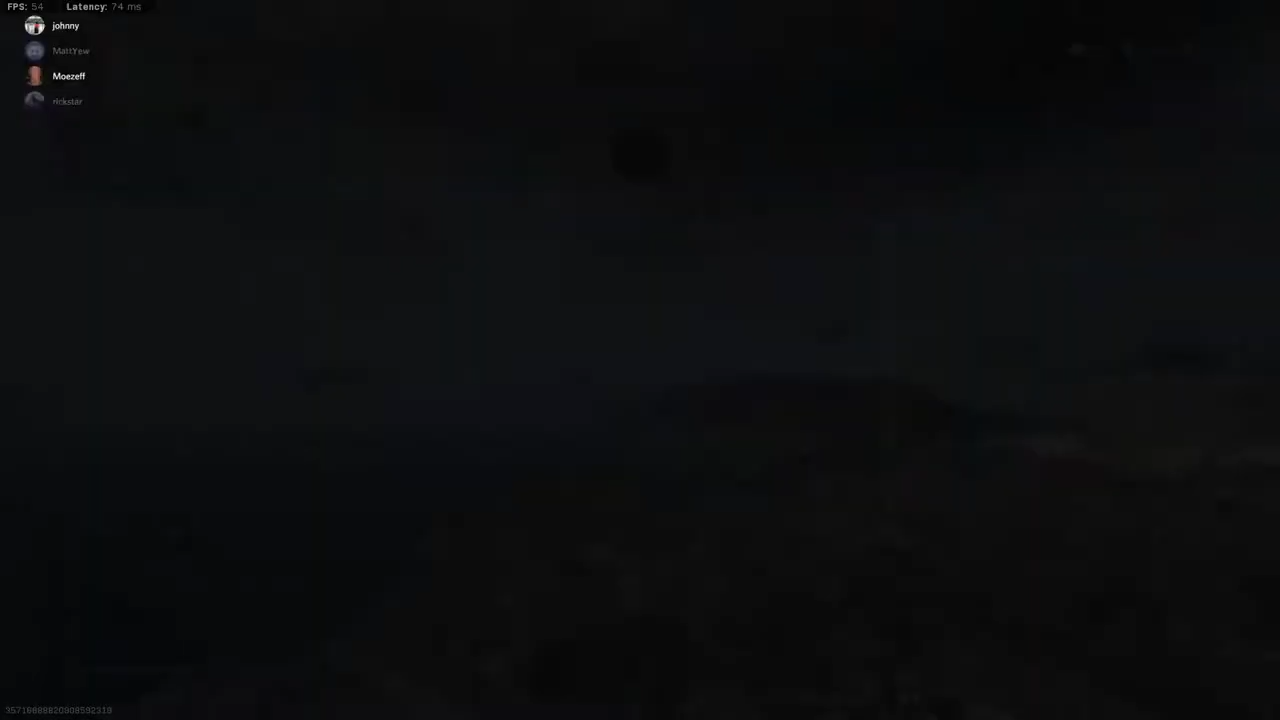 FPS: 54 Latency: 74 ms
johnny
MattYew
Moezeff
rickstar